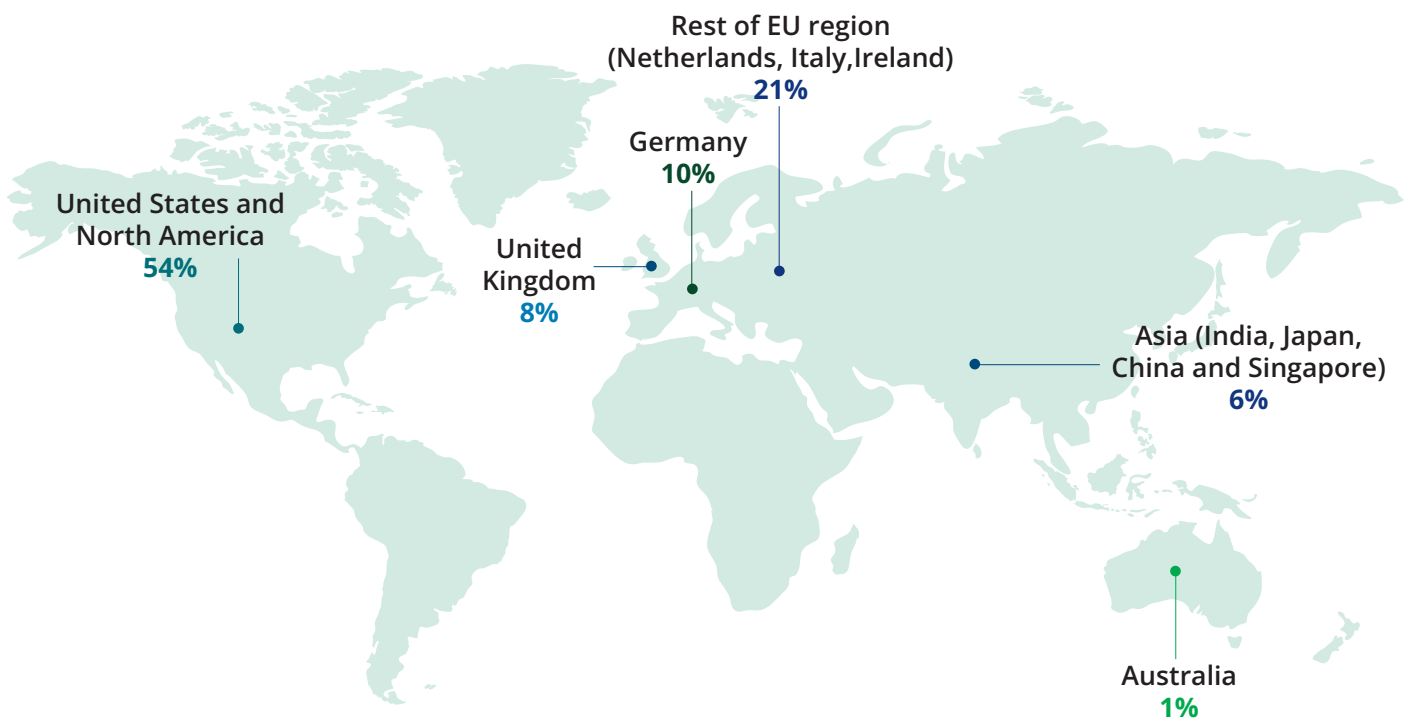 Rest of EU region
(Netherlands, Italy,Ireland)
21%
Germany
10%
United States and
North America
54%
United
Kingdom
8%
Asia (India, Japan,
China and Singapore)
6%
Australia
1%